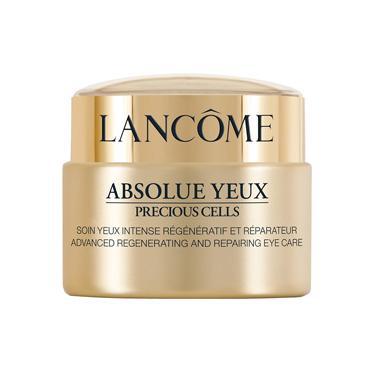 LANCÔME
ABSOLUE YEUX
PRECIOUS CELLS
SOIN YEUX INTENSE RÉGÉNÉRATIF ET RÉPARATEUR
ADVANCED REGENERATING AND REPAIRING EYE CARE